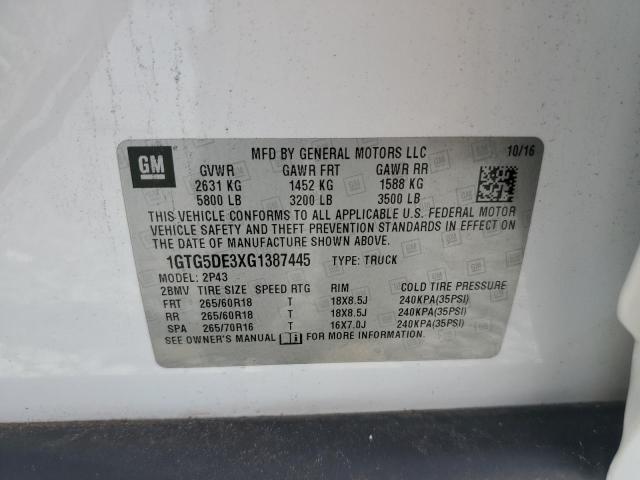 GM
MFD BY GENERAL MOTORS LLC 10/16
GVWR GAWR FRT GAWR RR
2631 KG 1452 KG 1588 KG
5800 LB 3200 LB 3500 LB
THIS VEHICLE CONFORMS TO ALL APPLICABLE U.S. FEDERAL MOTOR
VEHICLE SAFETY AND THEFT PREVENTION STANDARDS IN EFFECT ON
THE DATE OF MANUFACTURE SHOWN ABOVE.
1GTG5DE3XG1387445 TYPE: TRUCK
MODEL: 2P43
2BMV TIRE SIZE SPEED RTG RIM COLD TIRE PRESSURE
FRT 265/60R18 T 18X8.5J 240KPA(35PSI)
RR 265/60R18 T 18X8.5J 240KPA(35PSI)
SPA 265/70R16 T 16X7.0J 240KPA(35PSI)
SEE OWNER'S MANUAL FOR MORE INFORMATION.